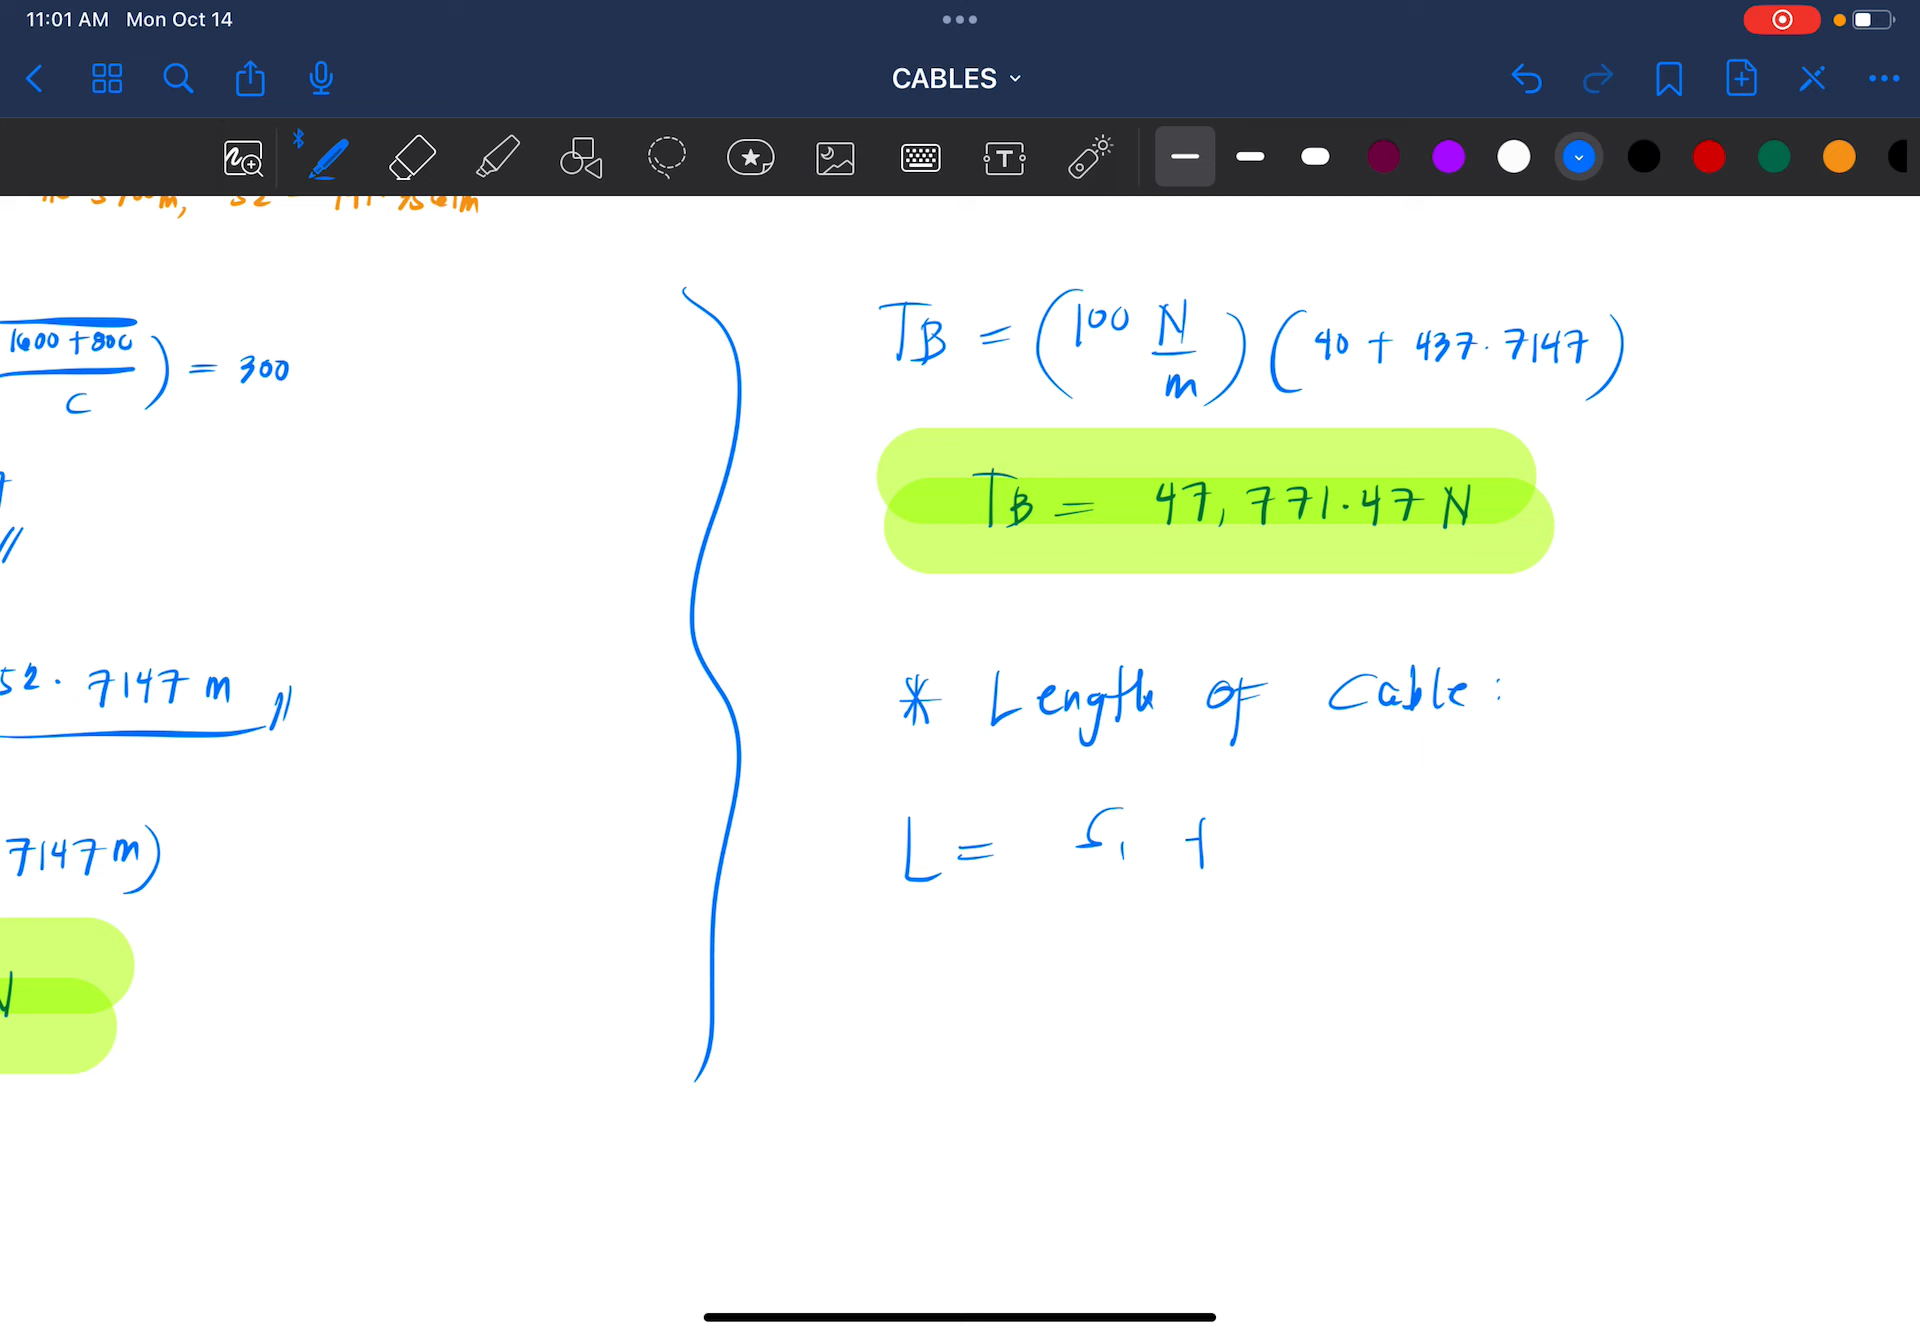 11:01 AM Mon Oct 14
CABLES
T
1600 + 800
C
) = 300
52.7147 m //
7147 m)
N
TB = (100 N/m) (40 + 437.7147)
TB = 47,771.47 N
* Length of Cable:
L = S1 +